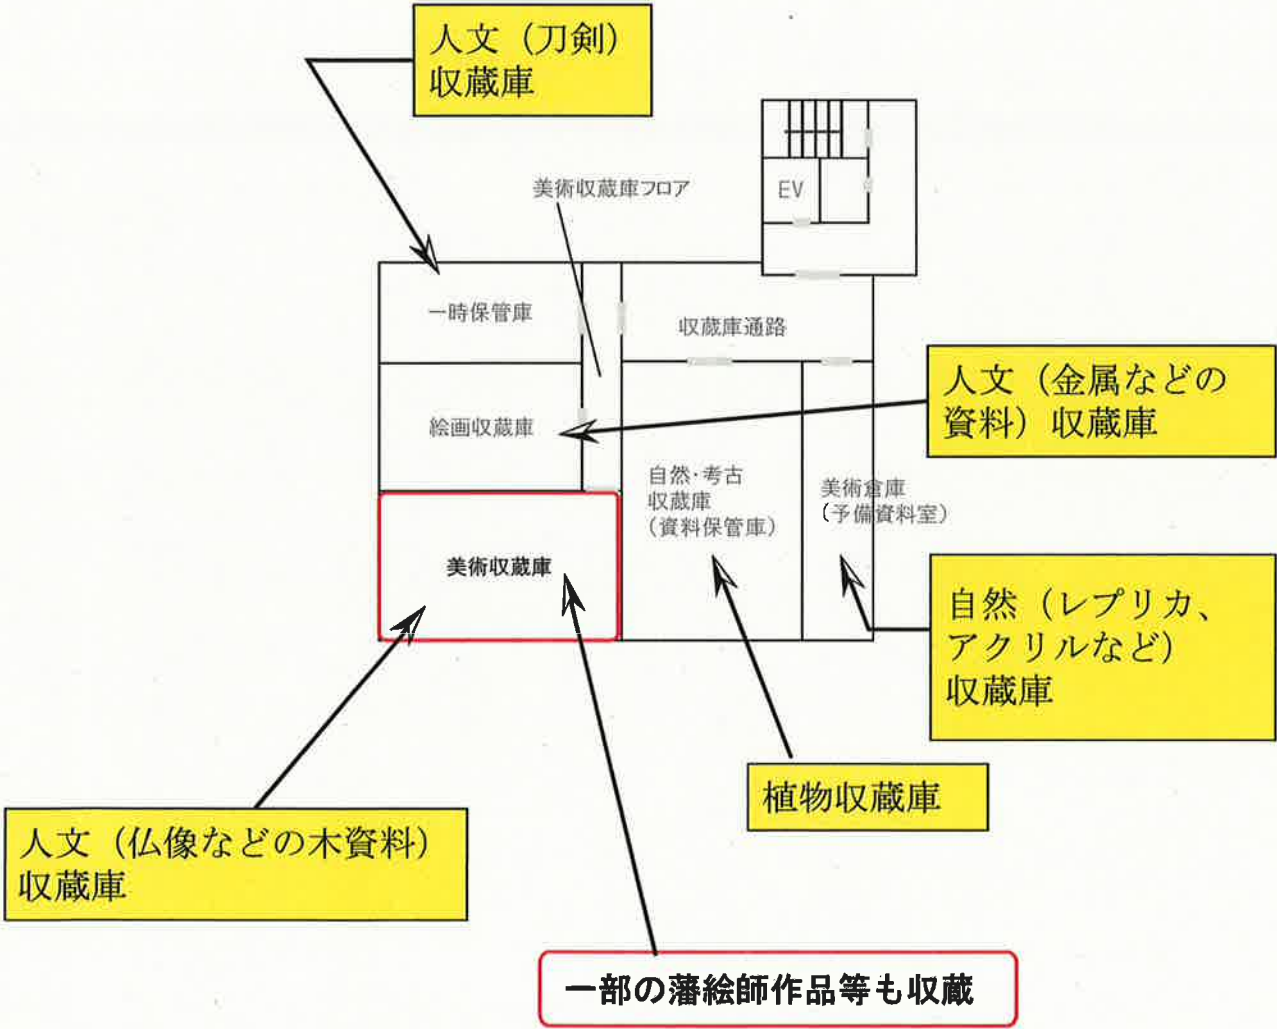 人文（刀剣）
収蔵庫
美術収蔵庫フロア
EV
一時保管庫
収蔵庫通路
人文（金属などの
資料）収蔵庫
絵画収蔵庫
自然・考古
収蔵庫
（資料保管庫）
美術倉庫
（予備資料室）
美術収蔵庫
自然（レプリカ、
アクリルなど）
収蔵庫
植物収蔵庫
人文（仏像などの木資料）
収蔵庫
一部の藩絵師作品等も収蔵